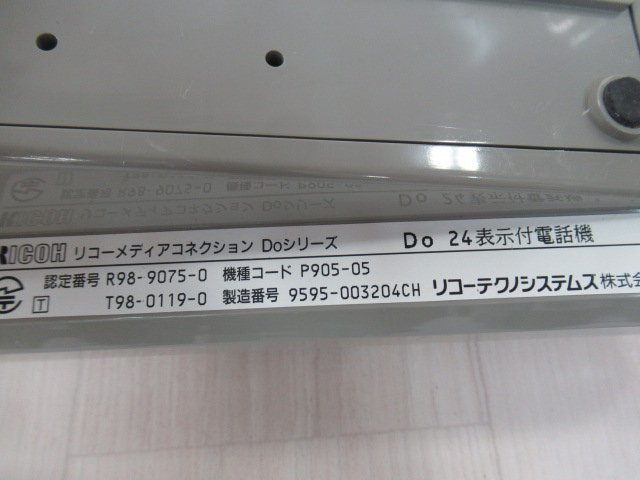 RICOH リコーメディアコネクション Doシリーズ Do 24表示付電話機
認定番号 R98-9075-0 機種コード P905-05
T T98-0119-0 製造番号 9595-003204CH リコーテクノシステムズ株式会